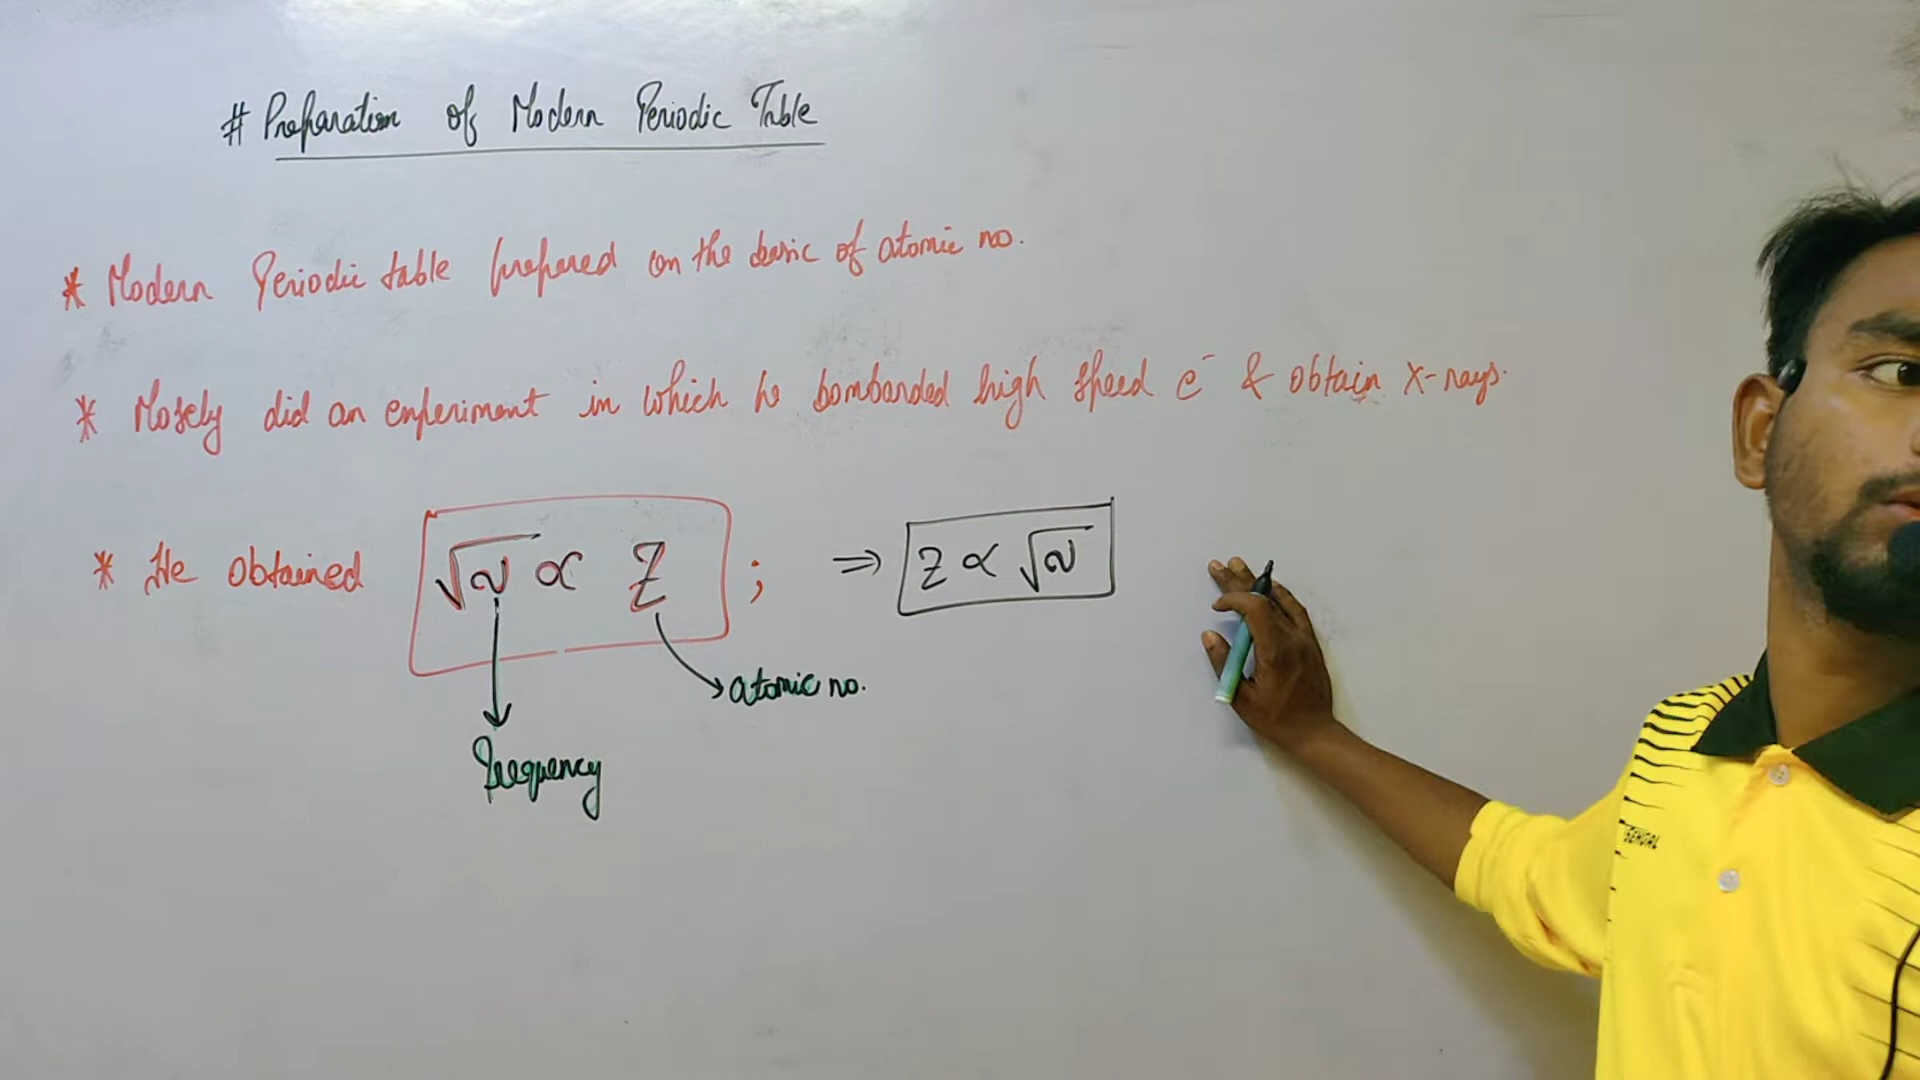 # Preparation of Modern Periodic Table
* Modern Periodic table prepared on the basic of atomic no.
* Mosely did an experiment in which he bombarded high speed e⁻ & obtain X-rays.
* He obtained √ν ∝ Z ; ⇒ Z ∝ √ν
atomic no.
frequency
SEHGAL